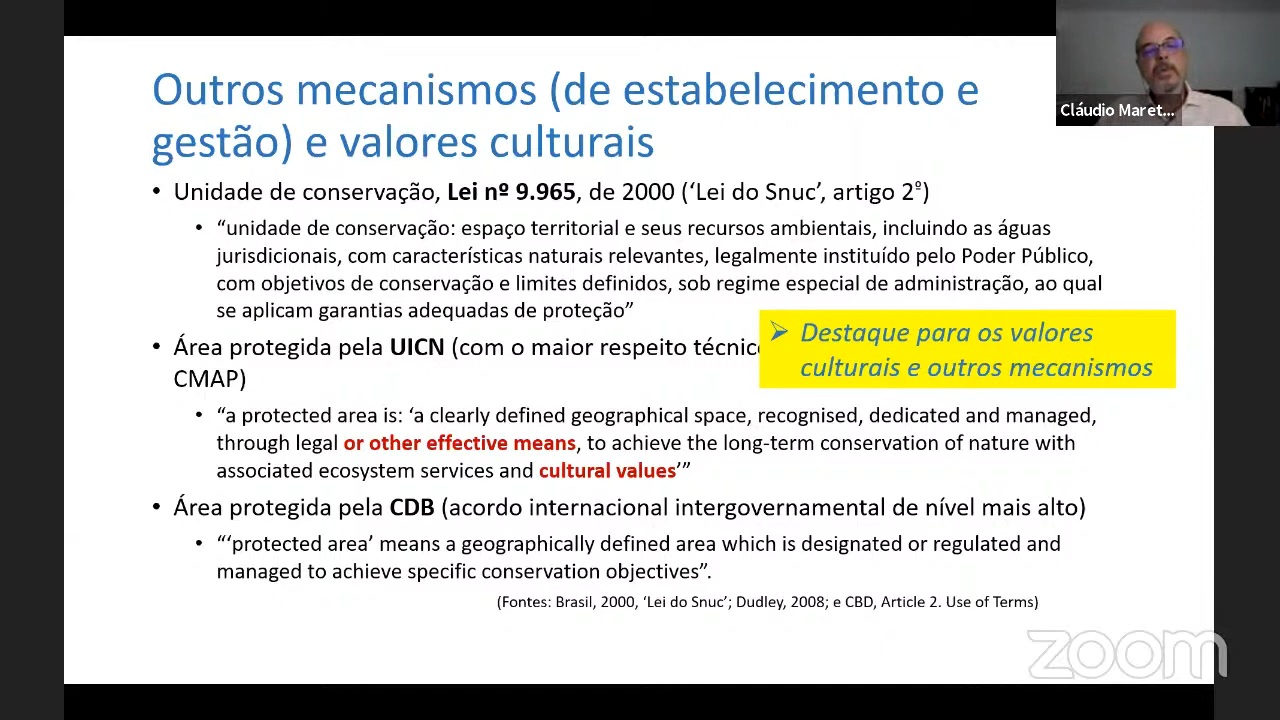 Outros mecanismos (de estabelecimento e
gestão) e valores culturais
• Unidade de conservação, Lei nº 9.965, de 2000 (‘Lei do Snuc’, artigo 2º)
• “unidade de conservação: espaço territorial e seus recursos ambientais, incluindo as águas
jurisdicionais, com características naturais relevantes, legalmente instituído pelo Poder Público,
com objetivos de conservação e limites definidos, sob regime especial de administração, ao qual
se aplicam garantias adequadas de proteção”
• Área protegida pela UICN (com o maior respeito técnico
CMAP)
➢ Destaque para os valores
culturais e outros mecanismos
• “a protected area is: ‘a clearly defined geographical space, recognised, dedicated and managed,
through legal or other effective means, to achieve the long-term conservation of nature with
associated ecosystem services and cultural values’”
• Área protegida pela CDB (acordo internacional intergovernamental de nível mais alto)
• “‘protected area’ means a geographically defined area which is designated or regulated and
managed to achieve specific conservation objectives”.
(Fontes: Brasil, 2000, ‘Lei do Snuc’; Dudley, 2008; e CBD, Article 2. Use of Terms)
Cláudio Maret...
zoom